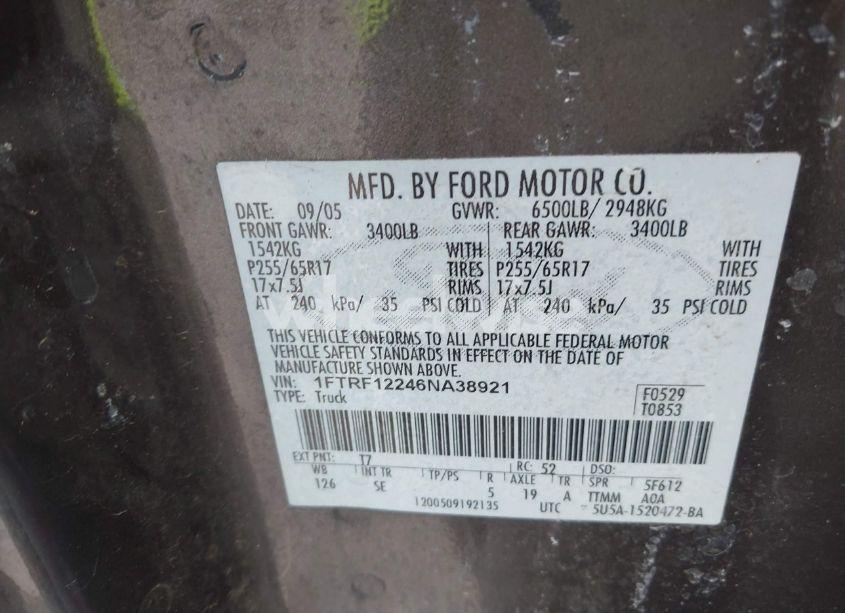 MFD. BY FORD MOTOR CO.
DATE: 09/05 GVWR: 6500LB/ 2948KG
FRONT GAWR: 3400LB REAR GAWR: 3400LB
1542KG WITH 1542KG WITH
P255/65R17 TIRES P255/65R17 TIRES
17x7.5J RIMS 17x7.5J RIMS
AT 240 kPa/ 35 PSI COLD AT 240 kPa/ 35 PSI COLD
THIS VEHICLE CONFORMS TO ALL APPLICABLE FEDERAL MOTOR
VEHICLE SAFETY STANDARDS IN EFFECT ON THE DATE OF
MANUFACTURE SHOWN ABOVE.
VIN: 1FTRF12246NA38921
TYPE: Truck
F0529
T0853
EXT PNT: T7 RC: 52 DSO:
WB INT TR TP/PS R AXLE TR SPR 5F612
126 SE 5 19 A TTMM A0A
1200509192135 UTC 5U5A-1520472-BA